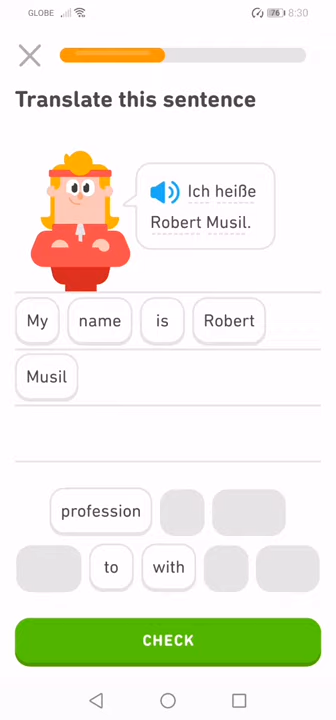 GLOBE 76 8:30
Translate this sentence
Ich heiße
Robert Musil.
My name is Robert
Musil
profession
to with
CHECK